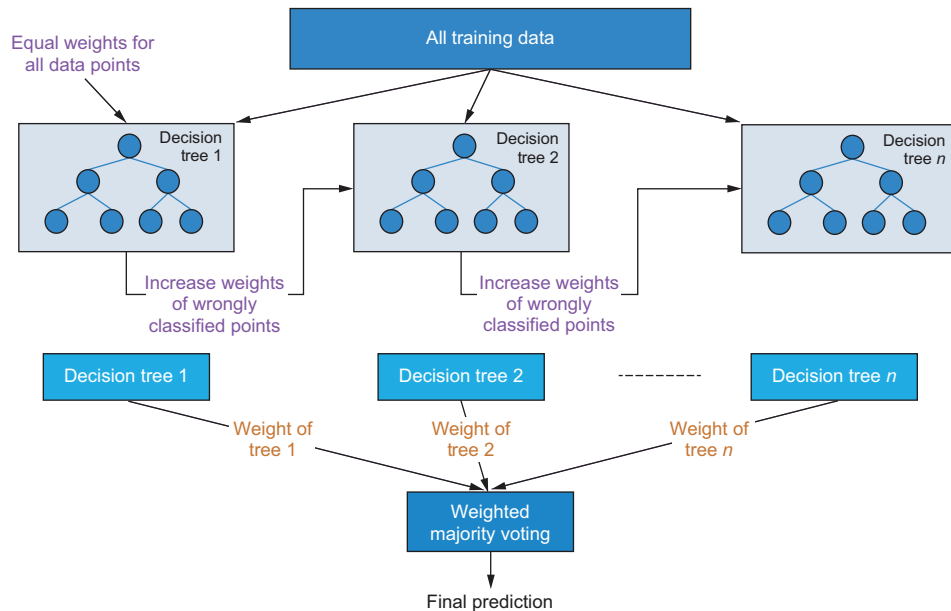 All training data
Equal weights for
all data points
Decision
tree 1
Decision
tree 2
Decision
tree n
Increase weights
of wrongly
classified points
Increase weights
of wrongly
classified points
Decision tree 1
Decision tree 2
Decision tree n
Weight of
tree 1
Weight of
tree 2
Weight of
tree n
Weighted
majority voting
Final prediction